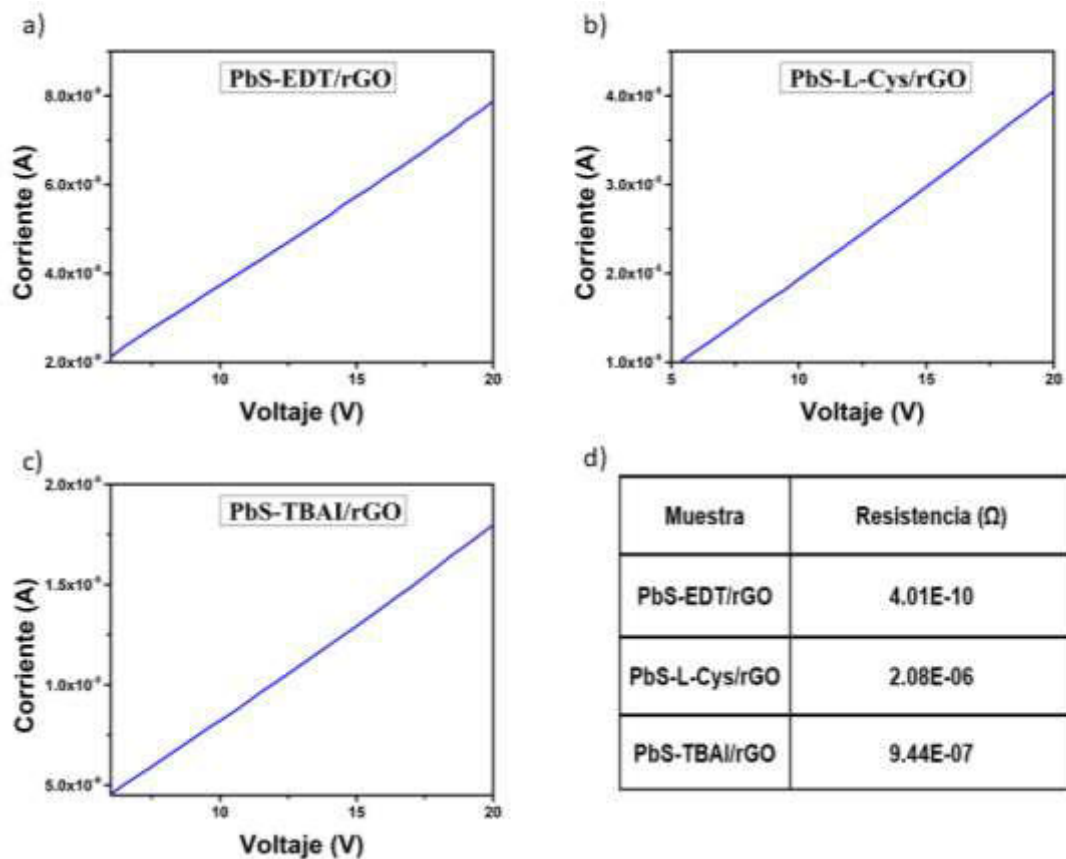 a)
PbS-EDT/rGO
Corriente (A)
10
15
20
Voltaje (V)
b)
PbS-L-Cys/rGO
Corriente (A)
5
10
15
20
Voltaje (V)
c)
PbS-TBAI/rGO
Corriente (A)
10
15
20
Voltaje (V)
d)
Muestra Resistencia (Ω)
PbS-EDT/rGO 4.01E-10
PbS-L-Cys/rGO 2.08E-06
PbS-TBAI/rGO 9.44E-07